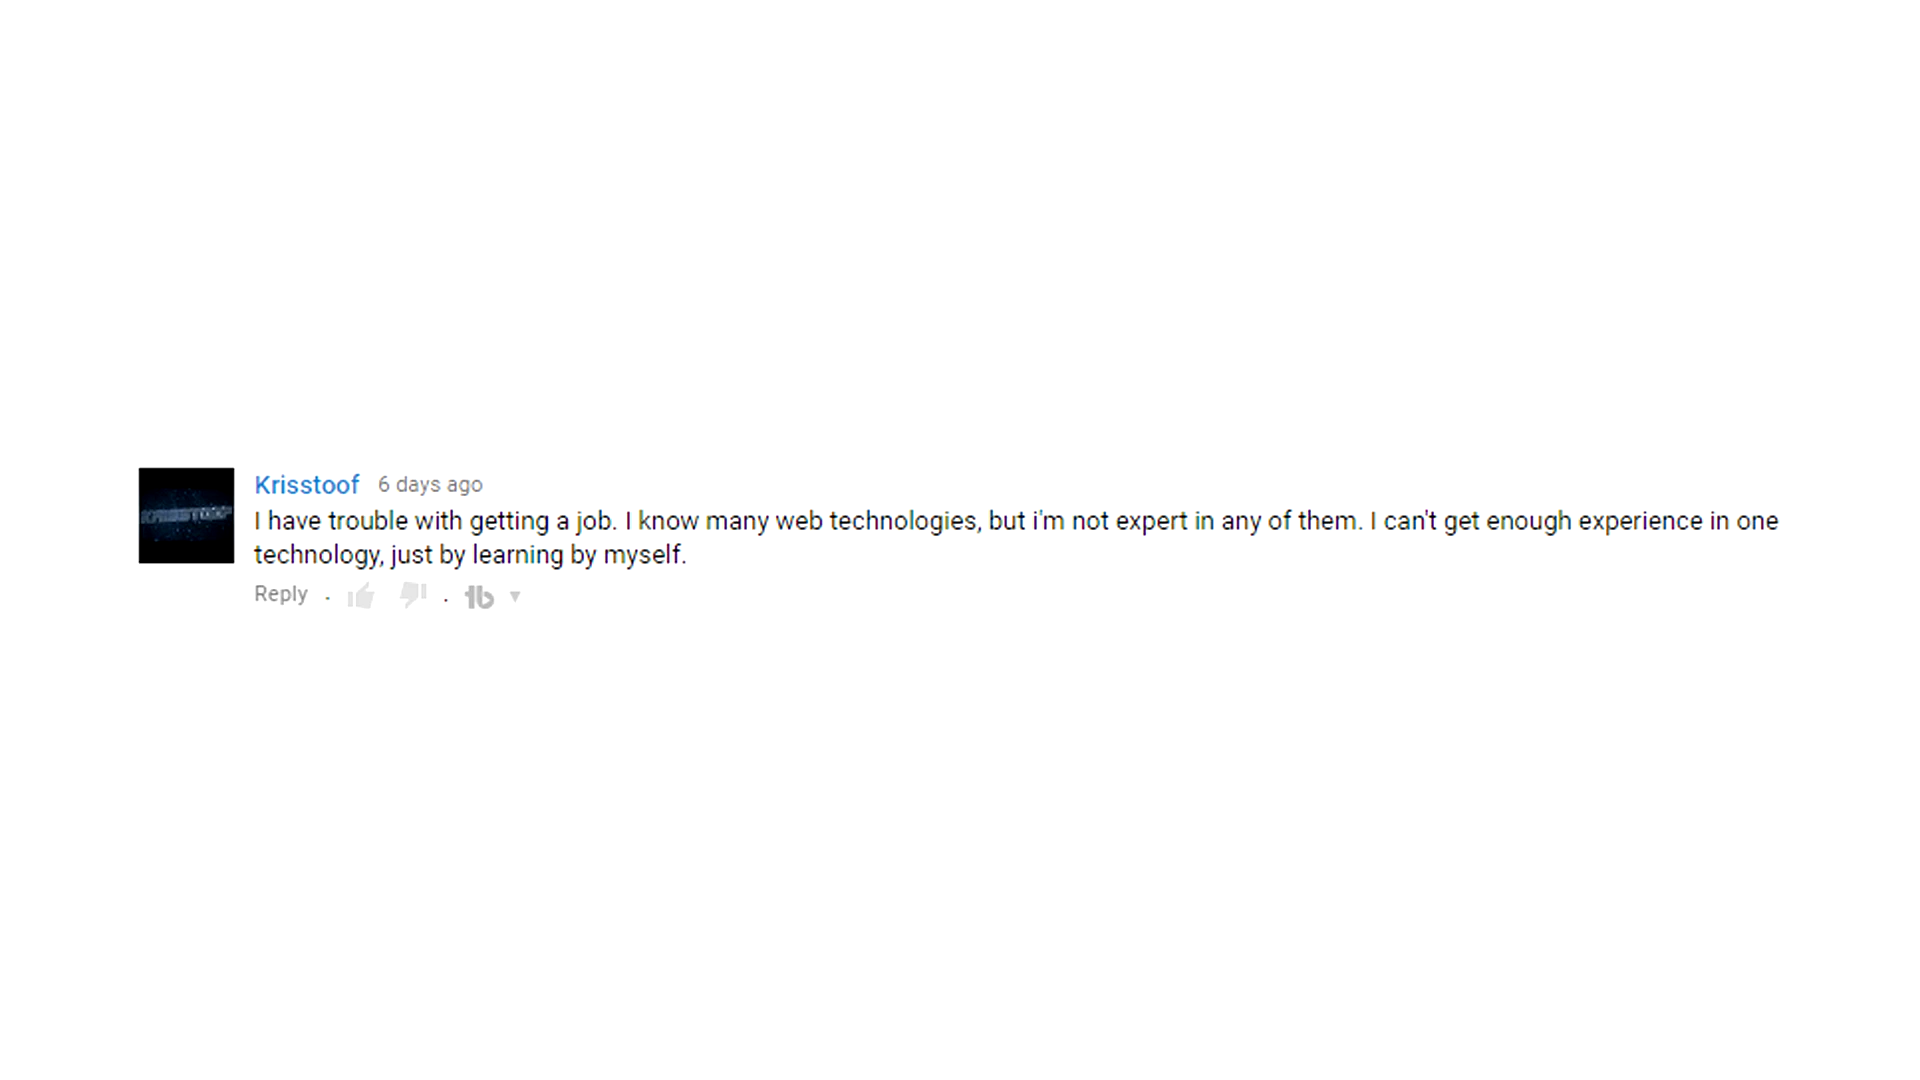 Krisstoof 6 days ago
I have trouble with getting a job. I know many web technologies, but i'm not expert in any of them. I can't get enough experience in one
technology, just by learning by myself.
Reply